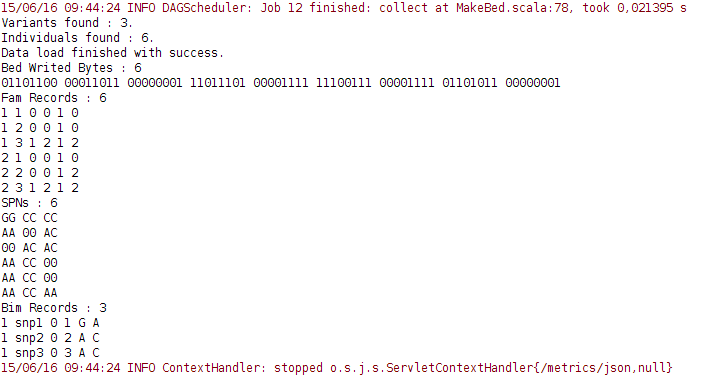 15/06/16 09:44:24 INFO DAGScheduler: Job 12 finished: collect at MakeBed.scala:78, took 0,021395 s
Variants found : 3.
Individuals found : 6.
Data load finished with success.
Bed Writed Bytes : 6
01101100 00011011 00000001 11011101 00001111 11100111 00001111 01101011 00000001
Fam Records : 6
1 1 0 0 1 0
1 2 0 0 1 0
1 3 1 2 1 2
2 1 0 0 1 0
2 2 0 0 1 2
2 3 1 2 1 2
SPNs : 6
GG CC CC
AA 00 AC
00 AC AC
AA CC 00
AA CC 00
AA CC AA
Bim Records : 3
1 snp1 0 1 G A
1 snp2 0 2 A C
1 snp3 0 3 A C
15/06/16 09:44:24 INFO ContextHandler: stopped o.s.j.s.ServletContextHandler{/metrics/json,null}